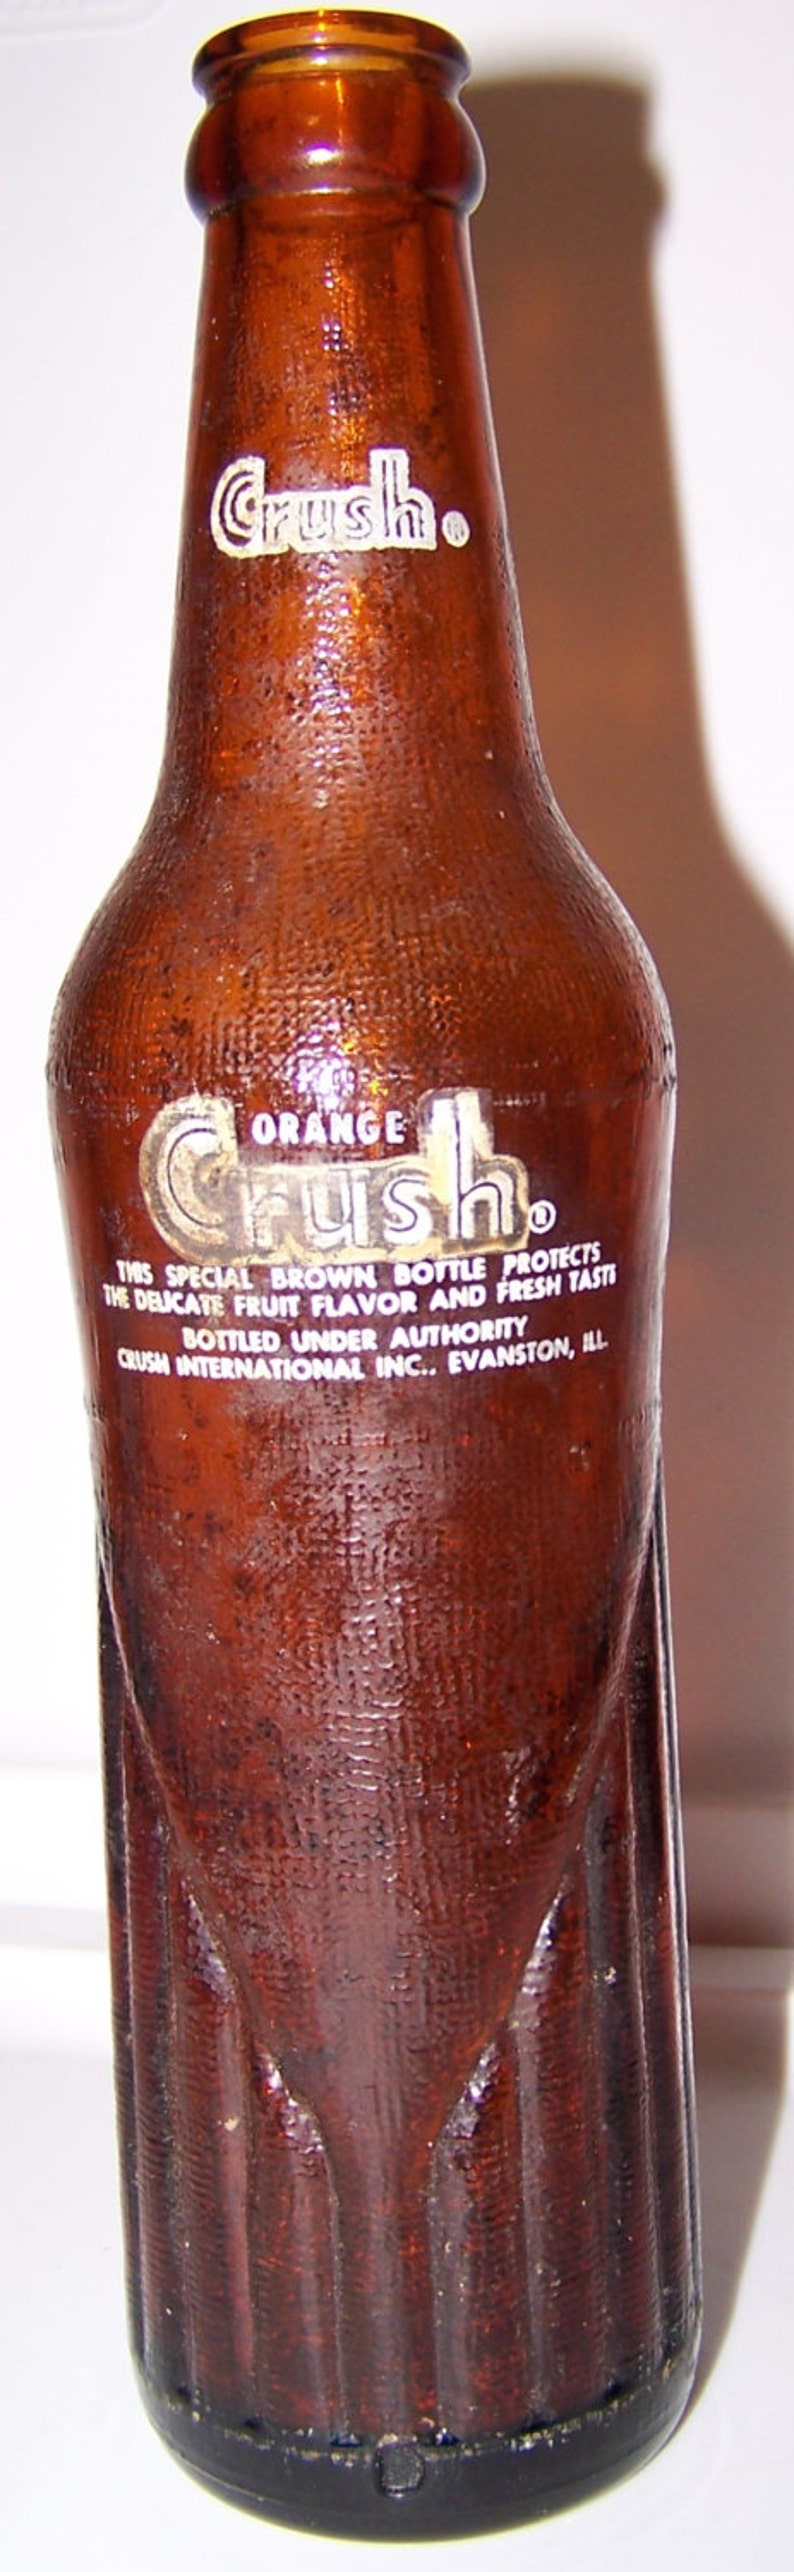 Crush.®
ORANGE
Crush.®
THIS SPECIAL BROWN BOTTLE PROTECTS
THE DELICATE FRUIT FLAVOR AND FRESH TASTE
BOTTLED UNDER AUTHORITY
CRUSH INTERNATIONAL INC., EVANSTON, ILL.